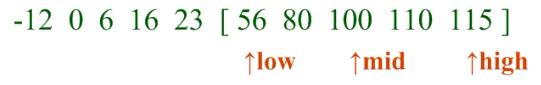 -12 0 6 16 23 [ 56 80 100 110 115 ]
↑low ↑mid ↑high